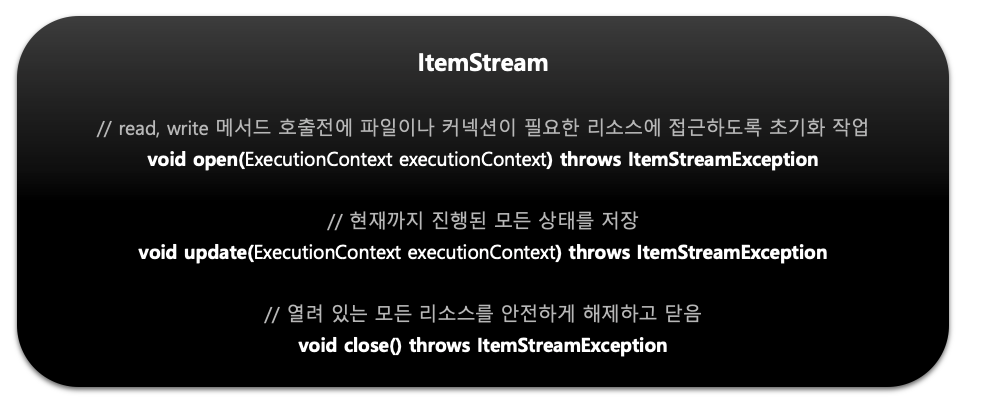 ItemStream
// read, write 메서드 호출전에 파일이나 커넥션이 필요한 리소스에 접근하도록 초기화 작업
void open(ExecutionContext executionContext) throws ItemStreamException
// 현재까지 진행된 모든 상태를 저장
void update(ExecutionContext executionContext) throws ItemStreamException
// 열려 있는 모든 리소스를 안전하게 해제하고 닫음
void close() throws ItemStreamException